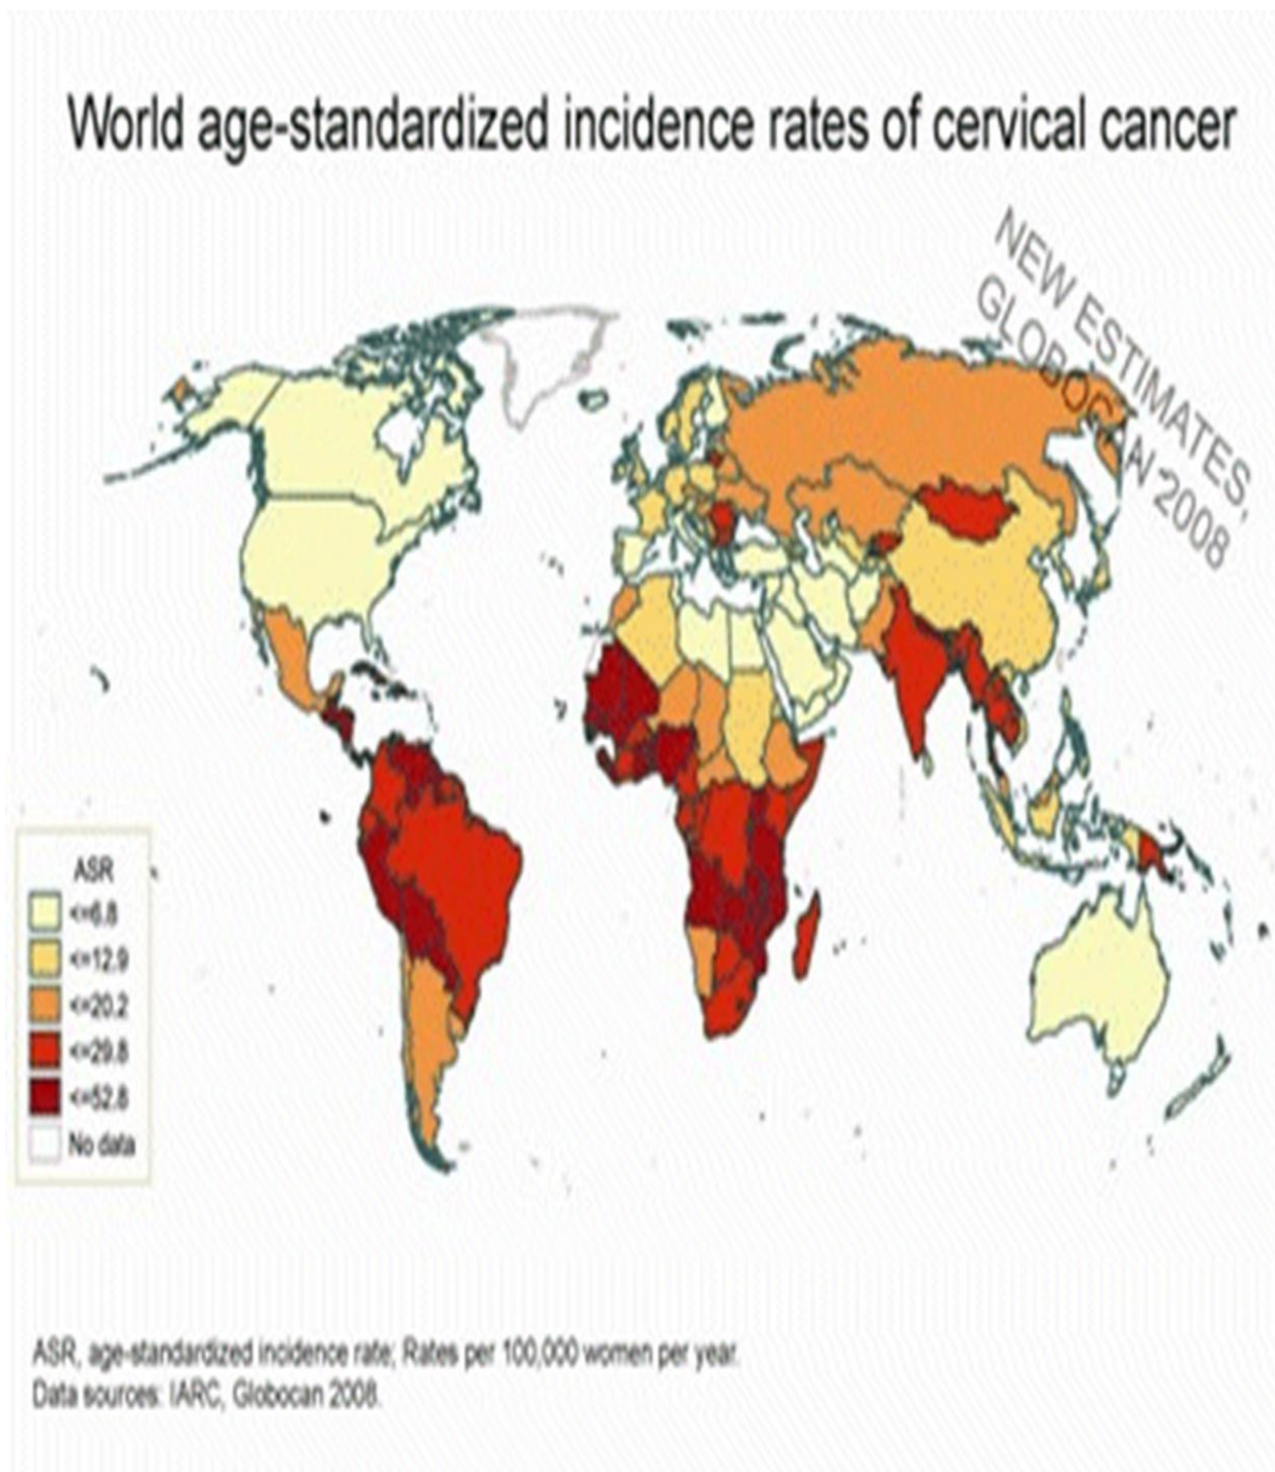 World age-standardized incidence rates of cervical cancer
NEW ESTIMATES,
GLOBOCAN 2008
ASR
<=6.8
<=12.9
<=20.2
<=29.8
<=52.8
No data
ASR, age-standardized incidence rate; Rates per 100,000 women per year.
Data sources: IARC, Globocan 2008.